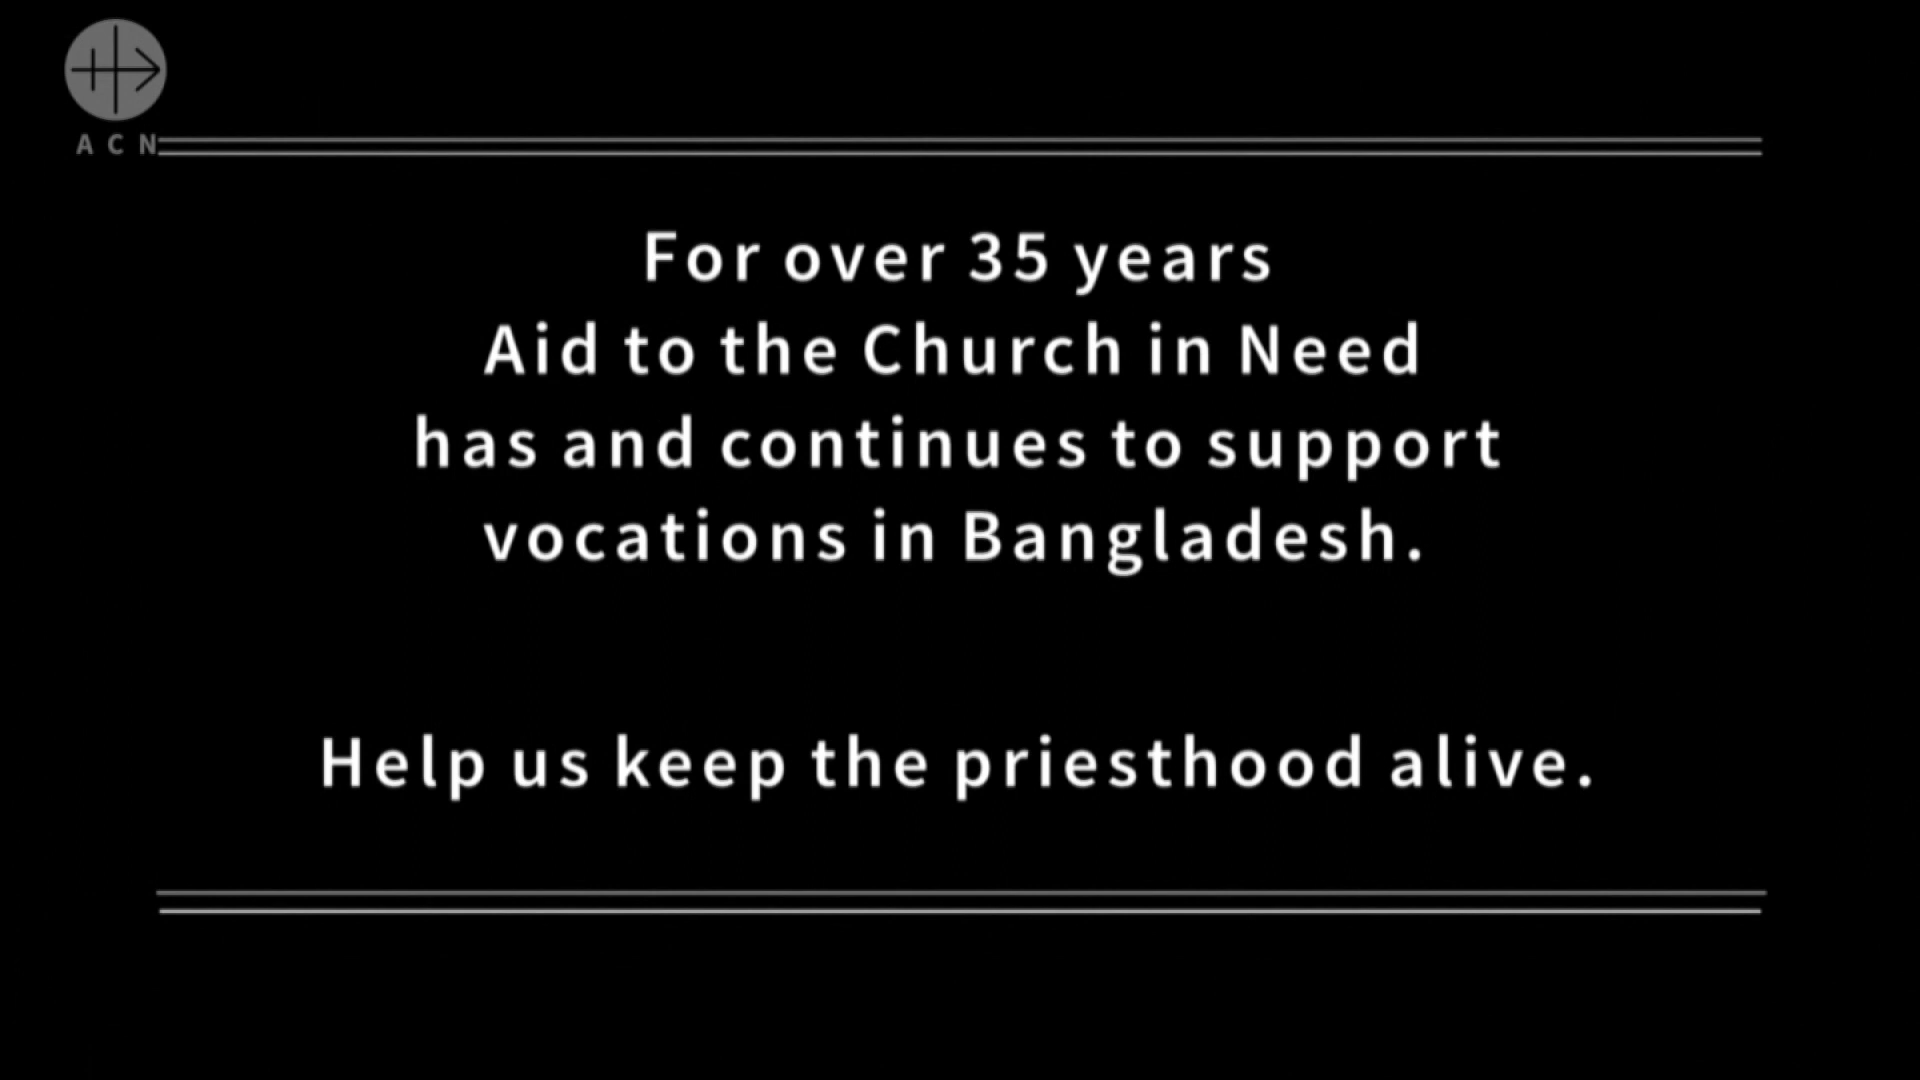 ACN
For over 35 years
Aid to the Church in Need
has and continues to support
vocations in Bangladesh.
Help us keep the priesthood alive.